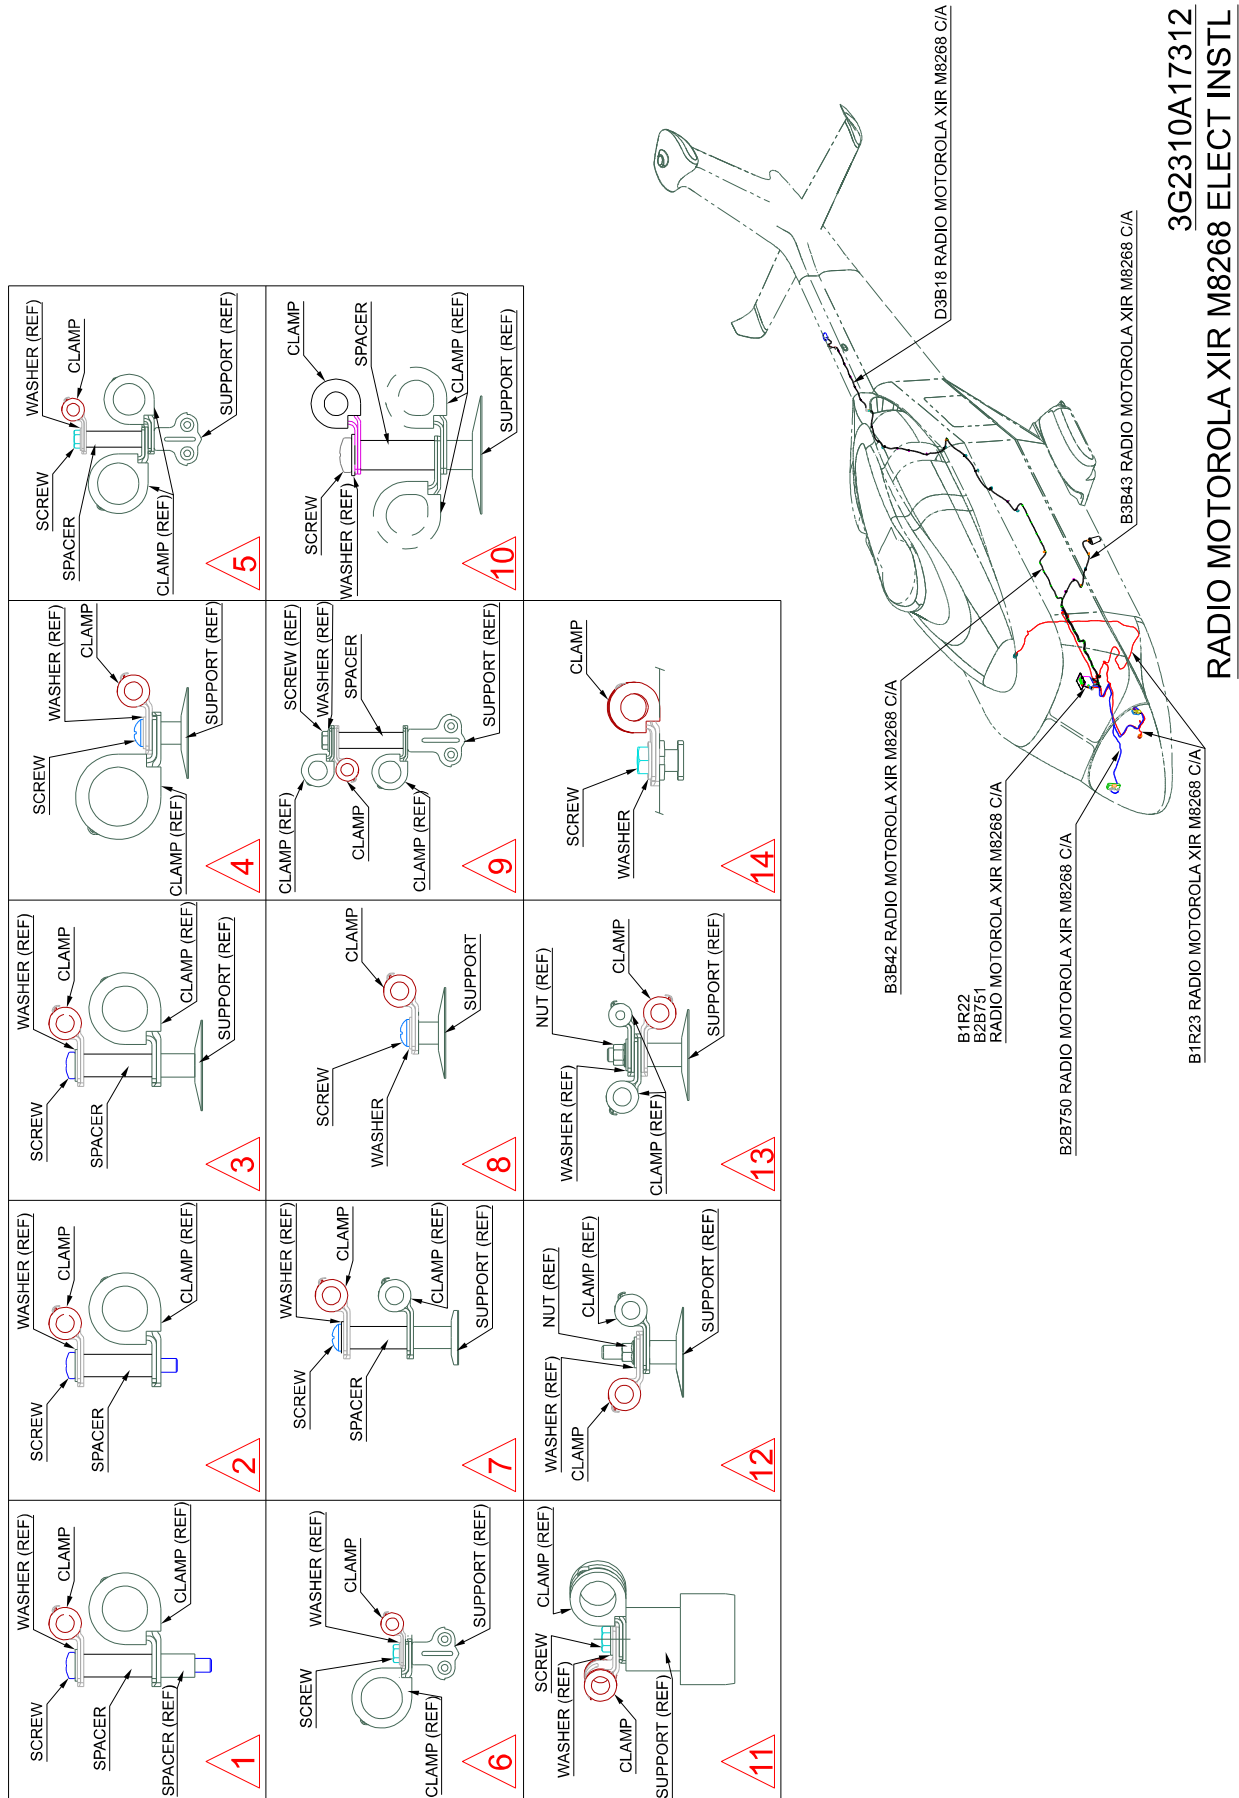 WASHER (REF)
CLAMP
SCREW
SPACER
SPACER (REF)
CLAMP (REF)
1
WASHER (REF)
CLAMP
SCREW
SPACER
CLAMP (REF)
2
WASHER (REF)
CLAMP
SCREW
SPACER
CLAMP (REF)
SUPPORT (REF)
3
WASHER (REF)
CLAMP
SCREW
CLAMP (REF)
SUPPORT (REF)
4
WASHER (REF)
CLAMP
SCREW
SPACER
CLAMP (REF)
SUPPORT (REF)
5
WASHER (REF)
CLAMP
SCREW
CLAMP (REF)
SUPPORT (REF)
6
WASHER (REF)
CLAMP
SCREW
SPACER
CLAMP (REF)
SUPPORT (REF)
7
CLAMP
SCREW
WASHER
SUPPORT
8
SCREW (REF)
WASHER (REF)
SPACER
CLAMP (REF)
CLAMP
CLAMP (REF)
SUPPORT (REF)
9
CLAMP
SPACER
SCREW
WASHER (REF)
CLAMP (REF)
SUPPORT (REF)
10
CLAMP (REF)
SCREW
WASHER (REF)
CLAMP
SUPPORT (REF)
11
NUT (REF)
CLAMP (REF)
WASHER (REF)
CLAMP
SUPPORT (REF)
12
NUT (REF)
CLAMP
WASHER (REF)
CLAMP (REF)
SUPPORT (REF)
13
CLAMP
SCREW
WASHER
14
B3B42 RADIO MOTOROLA XIR M8268 C/A
D3B18 RADIO MOTOROLA XIR M8268 C/A
B1R22
B2B751
RADIO MOTOROLA XIR M8268 C/A
B2B750 RADIO MOTOROLA XIR M8268 C/A
B3B43 RADIO MOTOROLA XIR M8268 C/A
B1R23 RADIO MOTOROLA XIR M8268 C/A
3G2310A17312
RADIO MOTOROLA XIR M8268 ELECT INSTL